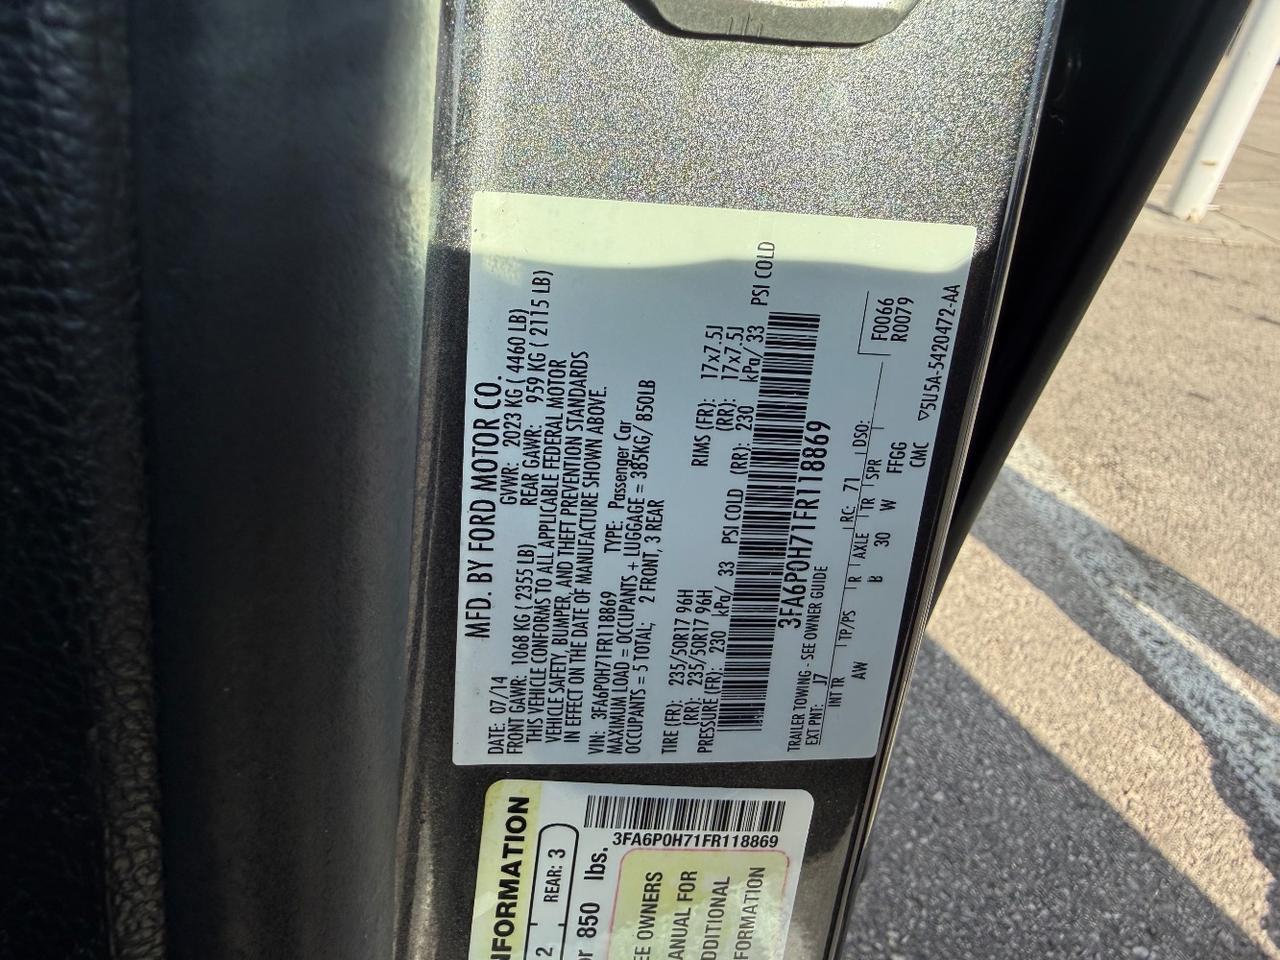 MFD. BY FORD MOTOR CO.
DATE: 07/14 GVWR: 2023 KG ( 4460 LB)
FRONT GAWR: 1068 KG ( 2355 LB) REAR GAWR: 959 KG ( 2115 LB)
THIS VEHICLE CONFORMS TO ALL APPLICABLE FEDERAL MOTOR
VEHICLE SAFETY, BUMPER, AND THEFT PREVENTION STANDARDS
IN EFFECT ON THE DATE OF MANUFACTURE SHOWN ABOVE.
VIN: 3FA6P0H71FR118869 TYPE: Passenger Car
MAXIMUM LOAD = OCCUPANTS + LUGGAGE = 385KG/ 850LB
OCCUPANTS = 5 TOTAL; 2 FRONT, 3 REAR
TIRE (FR): 235/50R17 96H RIMS (FR): 17x7.5J
(RR): 235/50R17 96H (RR): 17x7.5J
PRESSURE (FR): 230 kPa/ 33 PSI COLD (RR): 230 kPa/ 33 PSI COLD
3FA6P0H71FR118869
TRAILER TOWING - SEE OWNER GUIDE
EXT PNT: J7 RC: 71 DSO: F0066
R0079
INT TR TP/PS R AXLE TR SPR
AW B 30 W FFGG
CMC
▽5U5A-5420472-AA
NFORMATION
2 REAR: 3
or 850 lbs.
3FA6P0H71FR118869
EE OWNERS
ANUAL FOR
DDITIONAL
FORMATION